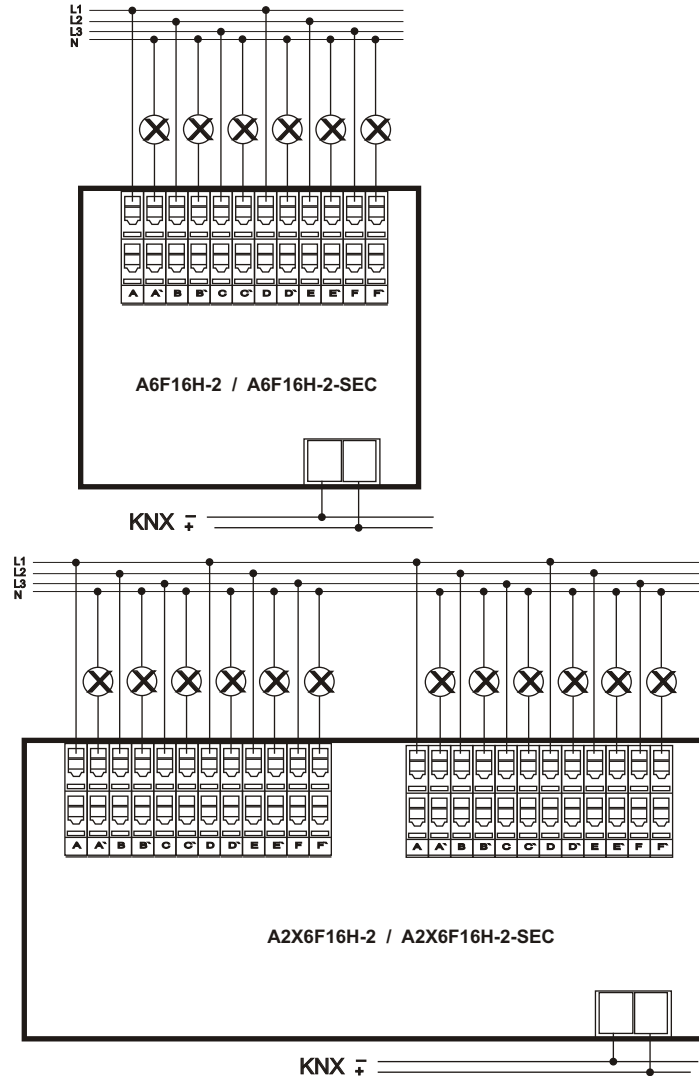 L1
L2
L3
N
A A` B B` C C` D D` E E` F F`
A6F16H-2 / A6F16H-2-SEC
KNX − +
L1
L2
L3
N
A A` B B` C C` D D` E E` F F` A A` B B` C C` D D` E E` F F`
A2X6F16H-2 / A2X6F16H-2-SEC
KNX − +